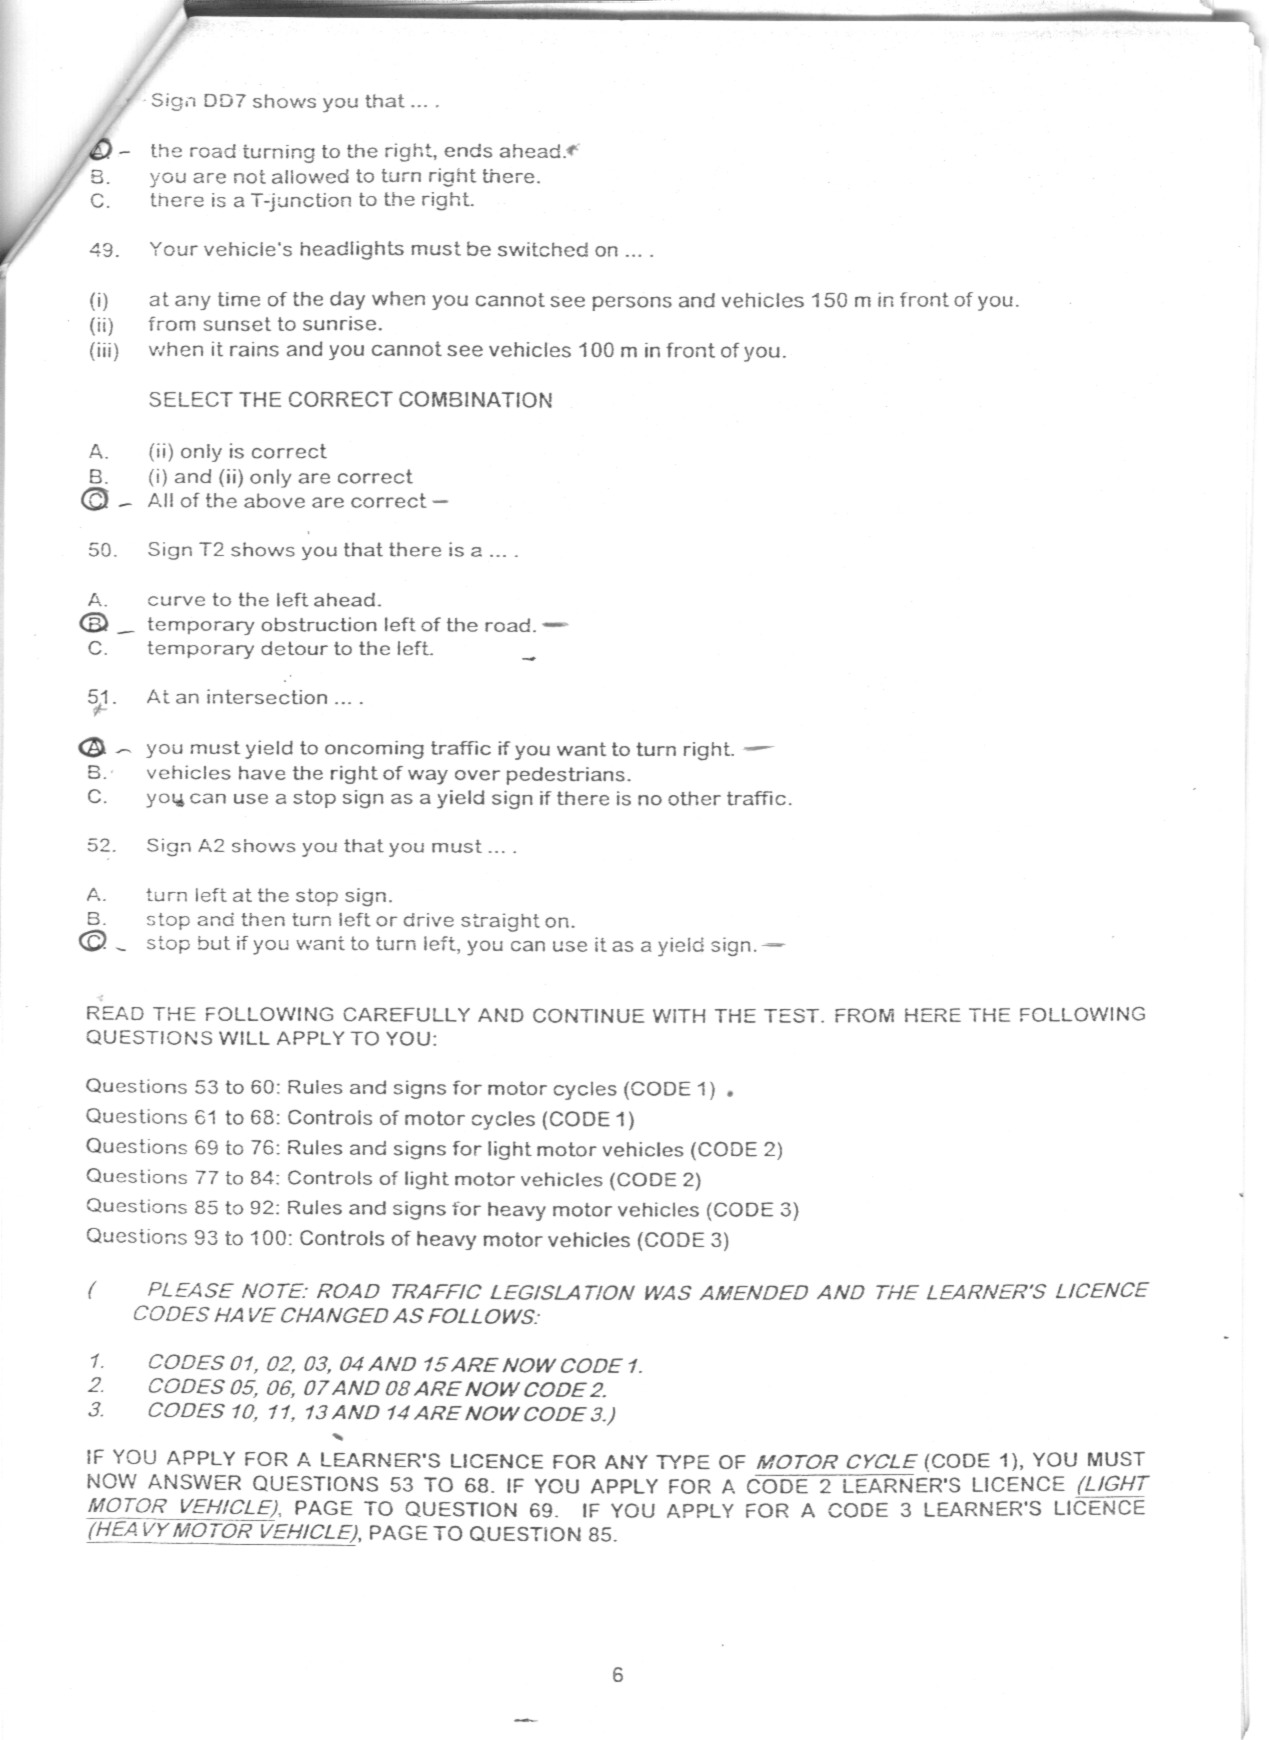 Sign DD7 shows you that ... .
A. the road turning to the right, ends ahead.
B. you are not allowed to turn right there.
C. there is a T-junction to the right.
49. Your vehicle's headlights must be switched on ... .
(i) at any time of the day when you cannot see persons and vehicles 150 m in front of you.
(ii) from sunset to sunrise.
(iii) when it rains and you cannot see vehicles 100 m in front of you.
SELECT THE CORRECT COMBINATION
A. (ii) only is correct
B. (i) and (ii) only are correct
C. All of the above are correct
50. Sign T2 shows you that there is a ... .
A. curve to the left ahead.
B. temporary obstruction left of the road.
C. temporary detour to the left.
51. At an intersection ... .
A. you must yield to oncoming traffic if you want to turn right.
B. vehicles have the right of way over pedestrians.
C. you can use a stop sign as a yield sign if there is no other traffic.
52. Sign A2 shows you that you must ... .
A. turn left at the stop sign.
B. stop and then turn left or drive straight on.
C. stop but if you want to turn left, you can use it as a yield sign.
READ THE FOLLOWING CAREFULLY AND CONTINUE WITH THE TEST. FROM HERE THE FOLLOWING
QUESTIONS WILL APPLY TO YOU:
Questions 53 to 60: Rules and signs for motor cycles (CODE 1)
Questions 61 to 68: Controls of motor cycles (CODE 1)
Questions 69 to 76: Rules and signs for light motor vehicles (CODE 2)
Questions 77 to 84: Controls of light motor vehicles (CODE 2)
Questions 85 to 92: Rules and signs for heavy motor vehicles (CODE 3)
Questions 93 to 100: Controls of heavy motor vehicles (CODE 3)
( PLEASE NOTE: ROAD TRAFFIC LEGISLATION WAS AMENDED AND THE LEARNER'S LICENCE
CODES HAVE CHANGED AS FOLLOWS:
1. CODES 01, 02, 03, 04 AND 15 ARE NOW CODE 1.
2. CODES 05, 06, 07 AND 08 ARE NOW CODE 2.
3. CODES 10, 11, 13 AND 14 ARE NOW CODE 3.)
IF YOU APPLY FOR A LEARNER'S LICENCE FOR ANY TYPE OF MOTOR CYCLE (CODE 1), YOU MUST
NOW ANSWER QUESTIONS 53 TO 68. IF YOU APPLY FOR A CODE 2 LEARNER'S LICENCE (LIGHT
MOTOR VEHICLE), PAGE TO QUESTION 69. IF YOU APPLY FOR A CODE 3 LEARNER'S LICENCE
(HEAVY MOTOR VEHICLE), PAGE TO QUESTION 85.
6